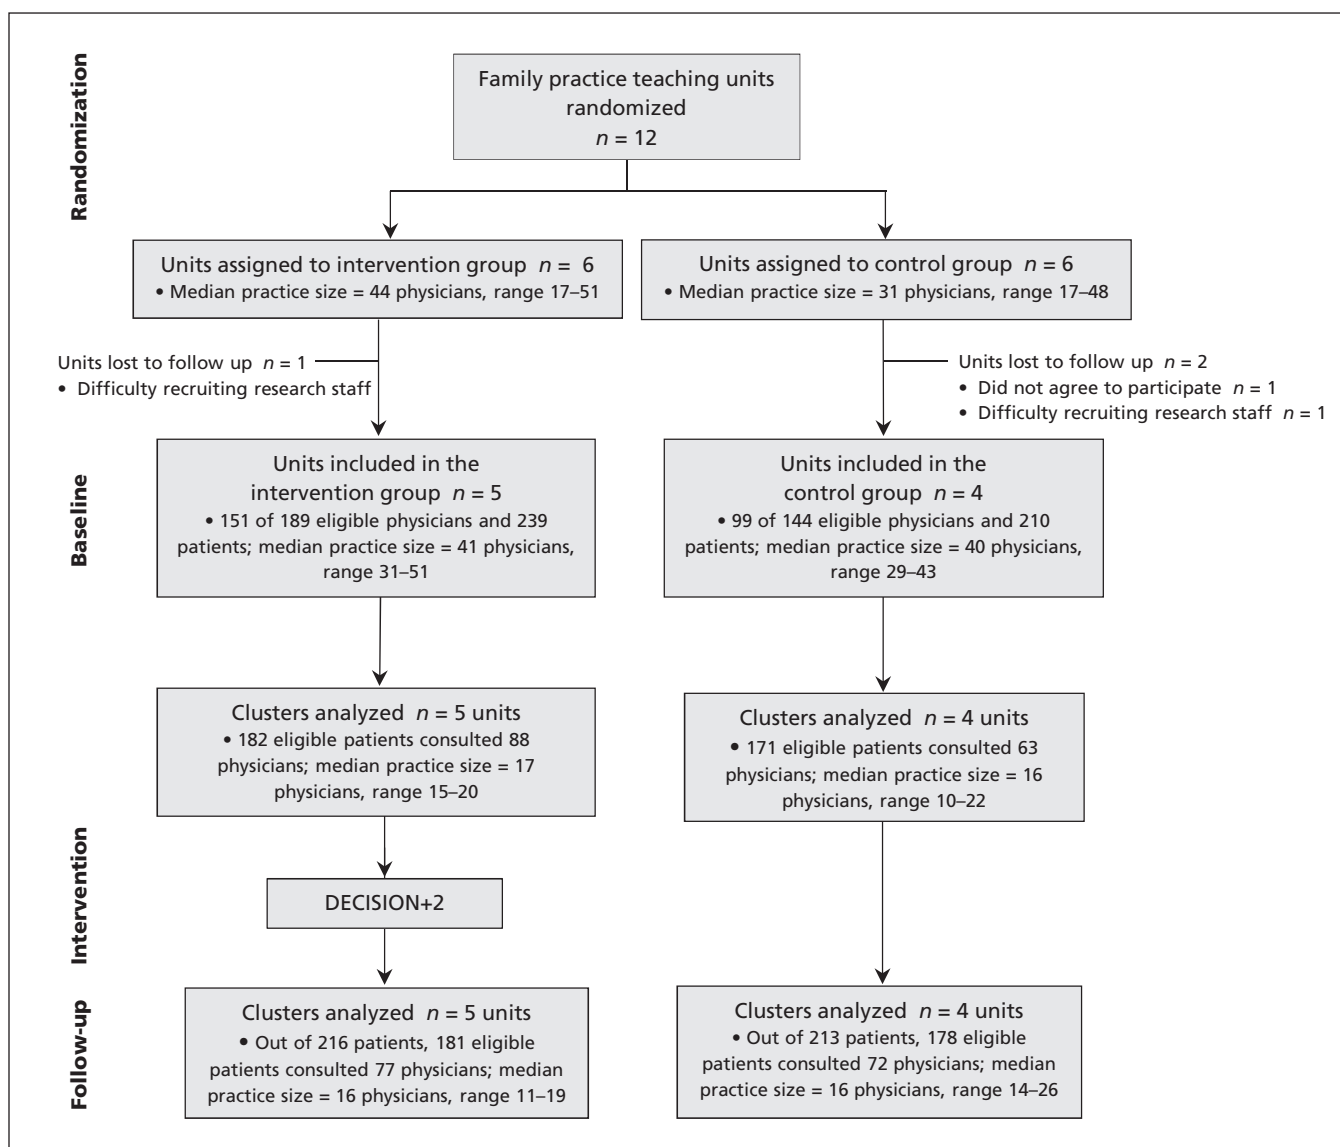 Randomization
Family practice teaching units
randomized
n = 12
Units assigned to intervention group n = 6
• Median practice size = 44 physicians, range 17–51
Units assigned to control group n = 6
• Median practice size = 31 physicians, range 17–48
Units lost to follow up n = 1
• Difficulty recruiting research staff
Units lost to follow up n = 2
• Did not agree to participate n = 1
• Difficulty recruiting research staff n = 1
Baseline
Units included in the
intervention group n = 5
• 151 of 189 eligible physicians and 239
patients; median practice size = 41 physicians,
range 31–51
Units included in the
control group n = 4
• 99 of 144 eligible physicians and 210
patients; median practice size = 40 physicians,
range 29–43
Clusters analyzed n = 5 units
• 182 eligible patients consulted 88
physicians; median practice size = 17
physicians, range 15–20
Clusters analyzed n = 4 units
• 171 eligible patients consulted 63
physicians; median practice size = 16
physicians, range 10–22
Intervention
DECISION+2
Follow-up
Clusters analyzed n = 5 units
• Out of 216 patients, 181 eligible
patients consulted 77 physicians; median
practice size = 16 physicians, range 11–19
Clusters analyzed n = 4 units
• Out of 213 patients, 178 eligible
patients consulted 72 physicians; median
practice size = 16 physicians, range 14–26